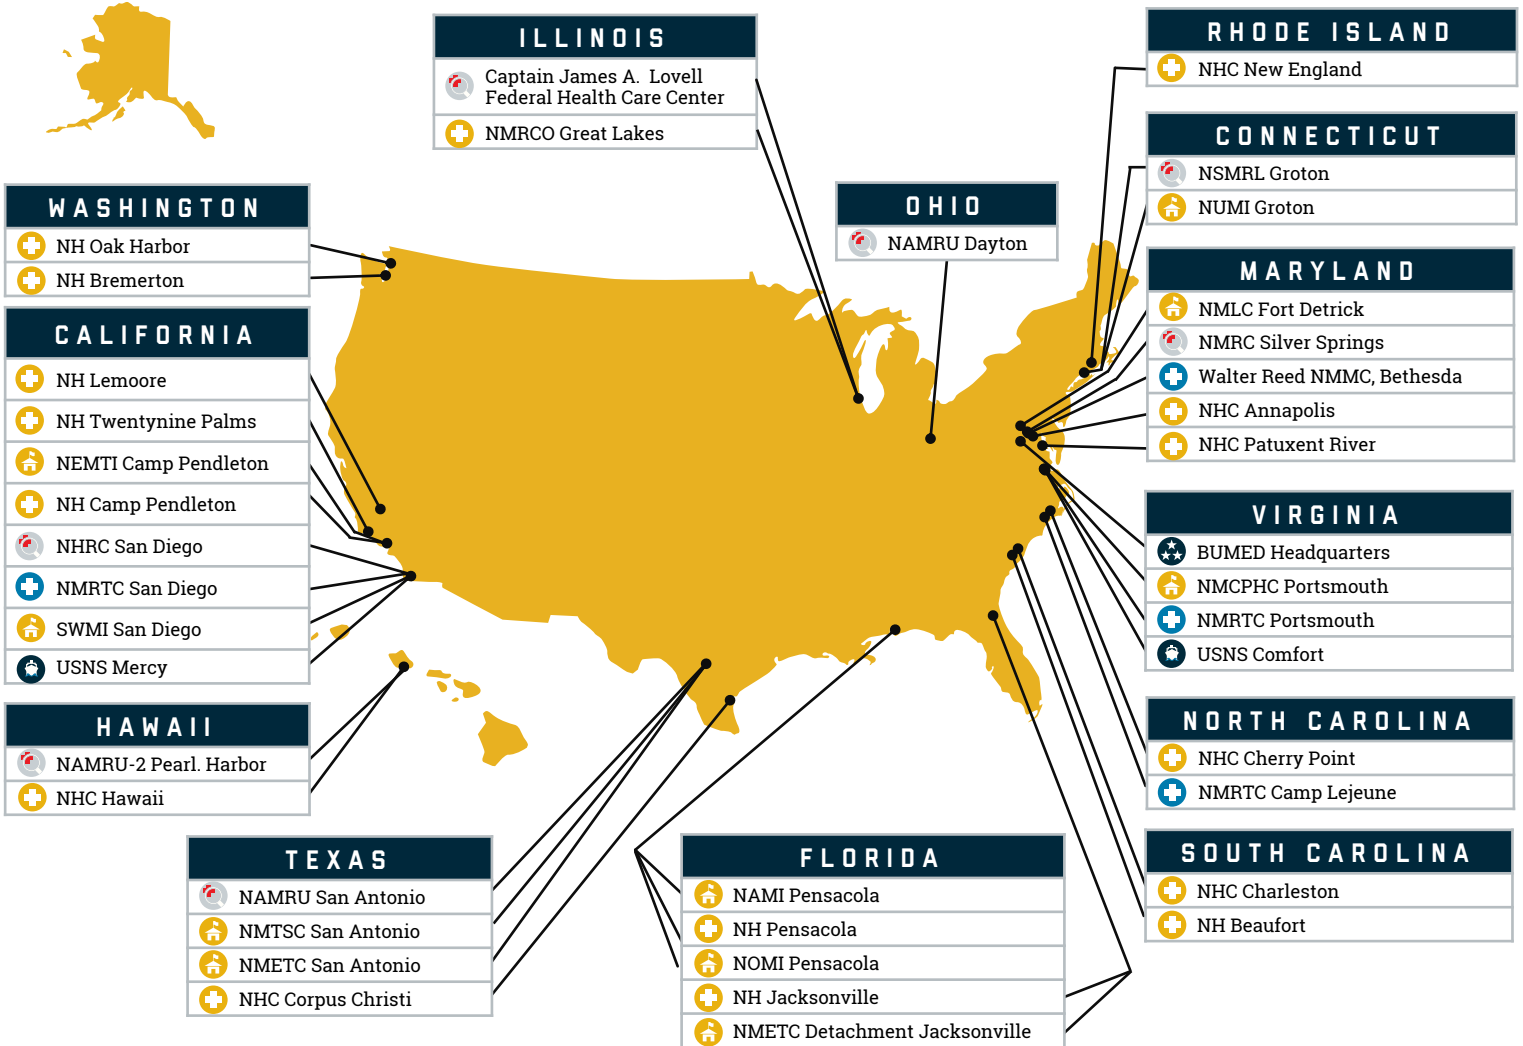 ILLINOIS
Captain James A. Lovell
Federal Health Care Center
NMRCO Great Lakes
RHODE ISLAND
NHC New England
CONNECTICUT
NSMRL Groton
NUMI Groton
WASHINGTON
NH Oak Harbor
NH Bremerton
OHIO
NAMRU Dayton
MARYLAND
NMLC Fort Detrick
NMRC Silver Springs
Walter Reed NMMC, Bethesda
NHC Annapolis
NHC Patuxent River
CALIFORNIA
NH Lemoore
NH Twentynine Palms
NEMTI Camp Pendleton
NH Camp Pendleton
NHRC San Diego
NMRTC San Diego
SWMI San Diego
USNS Mercy
VIRGINIA
BUMED Headquarters
NMCPHC Portsmouth
NMRTC Portsmouth
USNS Comfort
HAWAII
NAMRU-2 Pearl. Harbor
NHC Hawaii
NORTH CAROLINA
NHC Cherry Point
NMRTC Camp Lejeune
TEXAS
NAMRU San Antonio
NMTSC San Antonio
NMETC San Antonio
NHC Corpus Christi
FLORIDA
NAMI Pensacola
NH Pensacola
NOMI Pensacola
NH Jacksonville
NMETC Detachment Jacksonville
SOUTH CAROLINA
NHC Charleston
NH Beaufort